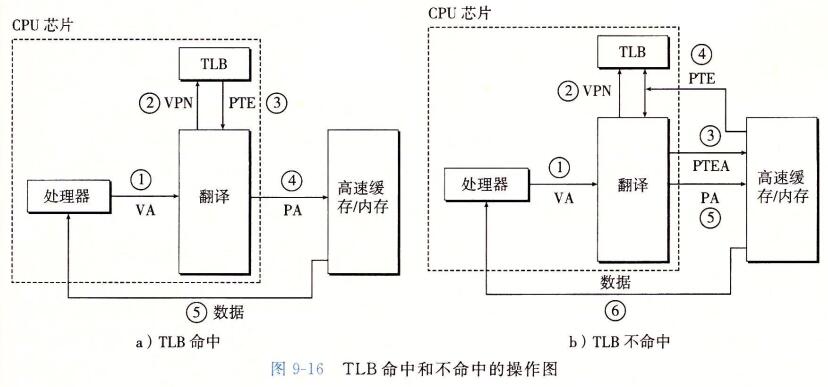 CPU 芯片
TLB
② VPN
PTE ③
处理器
①
VA
翻译
④
PA
高速缓
存/内存
⑤ 数据
a）TLB 命中
CPU 芯片
TLB
④
PTE
② VPN
处理器
①
VA
翻译
③
PTEA
PA
⑤
高速缓
存/内存
数据
⑥
b）TLB 不命中
图 9-16 TLB 命中和不命中的操作图